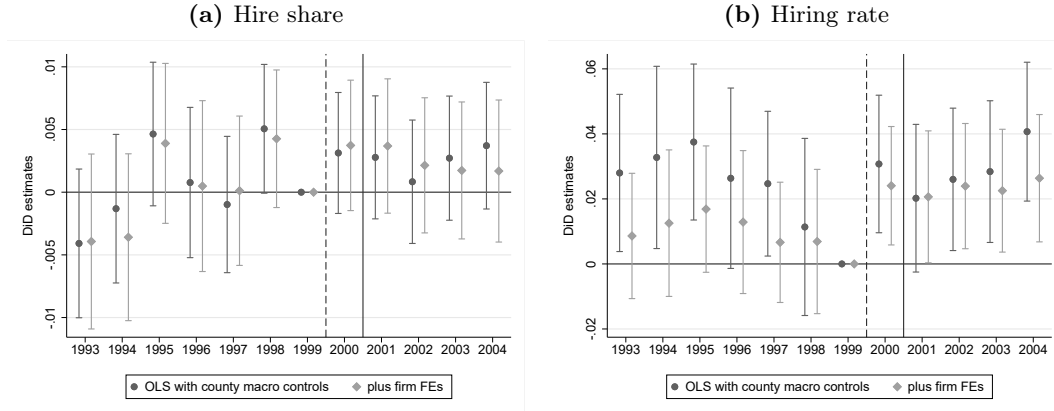 (a) Hire share
(b) Hiring rate
DiD estimates
.01
.005
0
-.005
-.01
1993 1994 1995 1996 1997 1998 1999 2000 2001 2002 2003 2004
OLS with county macro controls plus firm FEs
DiD estimates
.06
.04
.02
0
-.02
1993 1994 1995 1996 1997 1998 1999 2000 2001 2002 2003 2004
OLS with county macro controls plus firm FEs